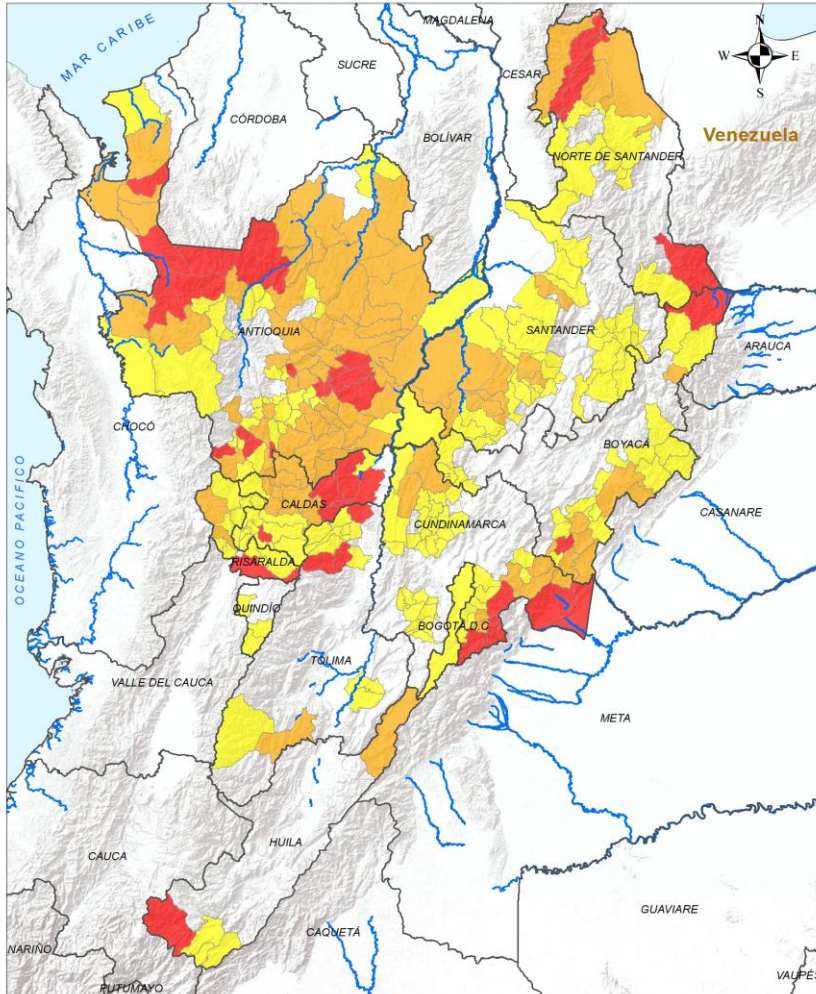 MAGDALENA
N
W E
S
MAR CARIBE
SUCRE
CESAR
CÓRDOBA
BOLÍVAR
Venezuela
NORTE DE SANTANDER
ANTIOQUIA
SANTANDER
ARAUCA
CHOCÓ
BOYACÁ
OCEANO PACIFICO
CALDAS
CUNDINAMARCA
CASANARE
RISARALDA
QUINDÍO
BOGOTÁ D.C
TOLIMA
VALLE DEL CAUCA
META
HUILA
CAUCA
GUAVIARE
CAQUETÁ
NARIÑO
PUTUMAYO
VAUPÉS